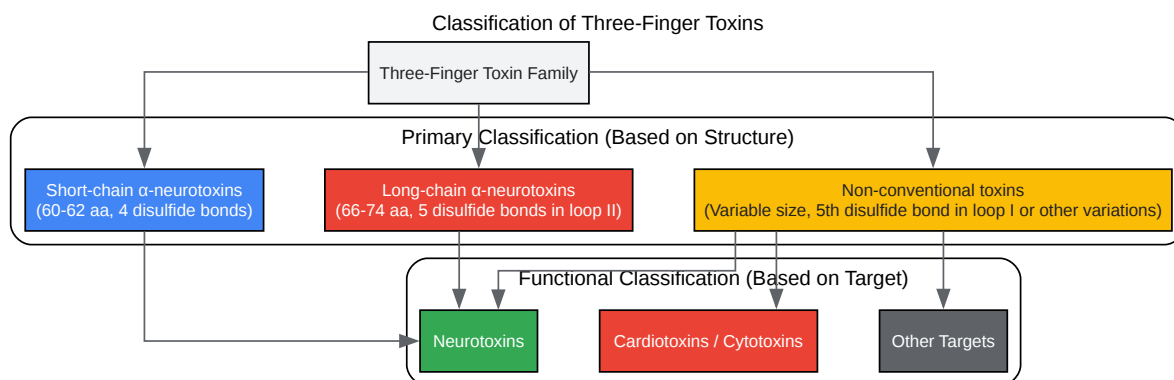 Classification of Three-Finger Toxins
Three-Finger Toxin Family
Primary Classification (Based on Structure)
Short-chain α-neurotoxins
(60-62 aa, 4 disulfide bonds)
Long-chain α-neurotoxins
(66-74 aa, 5 disulfide bonds in loop II)
Non-conventional toxins
(Variable size, 5th disulfide bond in loop I or other variations)
Functional Classification (Based on Target)
Neurotoxins
Cardiotoxins / Cytotoxins
Other Targets